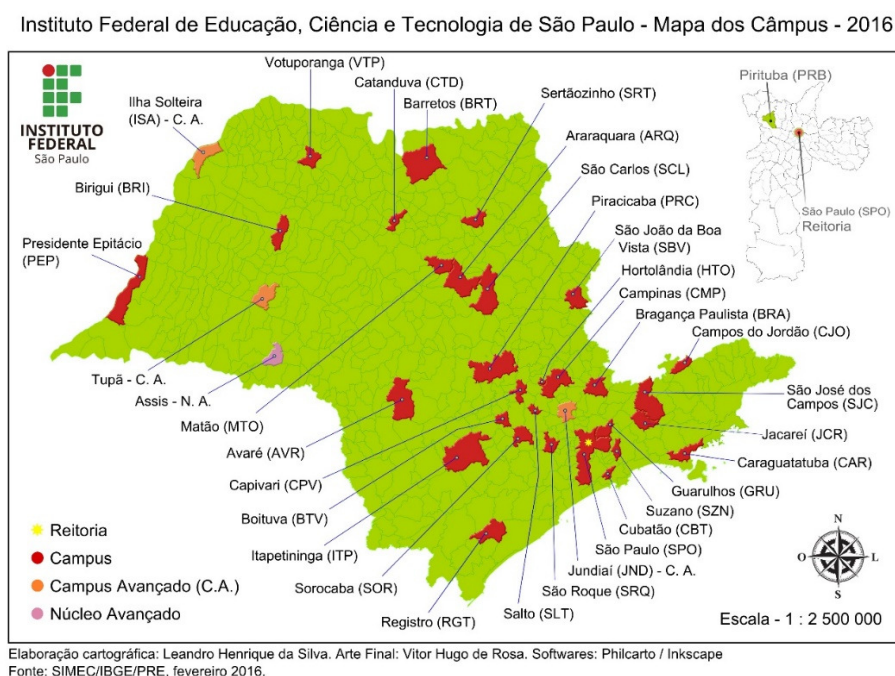 Instituto Federal de Educação, Ciência e Tecnologia de São Paulo - Mapa dos Câmpus - 2016
INSTITUTO
FEDERAL
São Paulo
Votuporanga (VTP)
Catanduva (CTD)
Barretos (BRT)
Sertãozinho (SRT)
Pirituba (PRB)
Ilha Solteira
(ISA) - C. A.
Araraquara (ARQ)
São Carlos (SCL)
Birigui (BRI)
Piracicaba (PRC)
São Paulo (SPO)
Reitoria
Presidente Epitácio
(PEP)
São João da Boa
Vista (SBV)
Hortolândia (HTO)
Campinas (CMP)
Bragança Paulista (BRA)
Campos do Jordão (CJO)
Tupã - C. A.
Assis - N. A.
Matão (MTO)
São José dos
Campos (SJC)
Avaré (AVR)
Jacareí (JCR)
Capivari (CPV)
Caraguatatuba (CAR)
Guarulhos (GRU)
Boituva (BTV)
Suzano (SZN)
Cubatão (CBT)
Itapetininga (ITP)
São Paulo (SPO)
Jundiaí (JND) - C. A.
Sorocaba (SOR)
São Roque (SRQ)
Salto (SLT)
Registro (RGT)
Reitoria
Campus
Campus Avançado (C.A.)
Núcleo Avançado
N
O
L
S
Escala - 1 : 2 500 000
Elaboração cartográfica: Leandro Henrique da Silva. Arte Final: Vitor Hugo de Rosa. Softwares: Philcarto / Inkscape
Fonte: SIMEC/IBGE/PRE, fevereiro 2016.